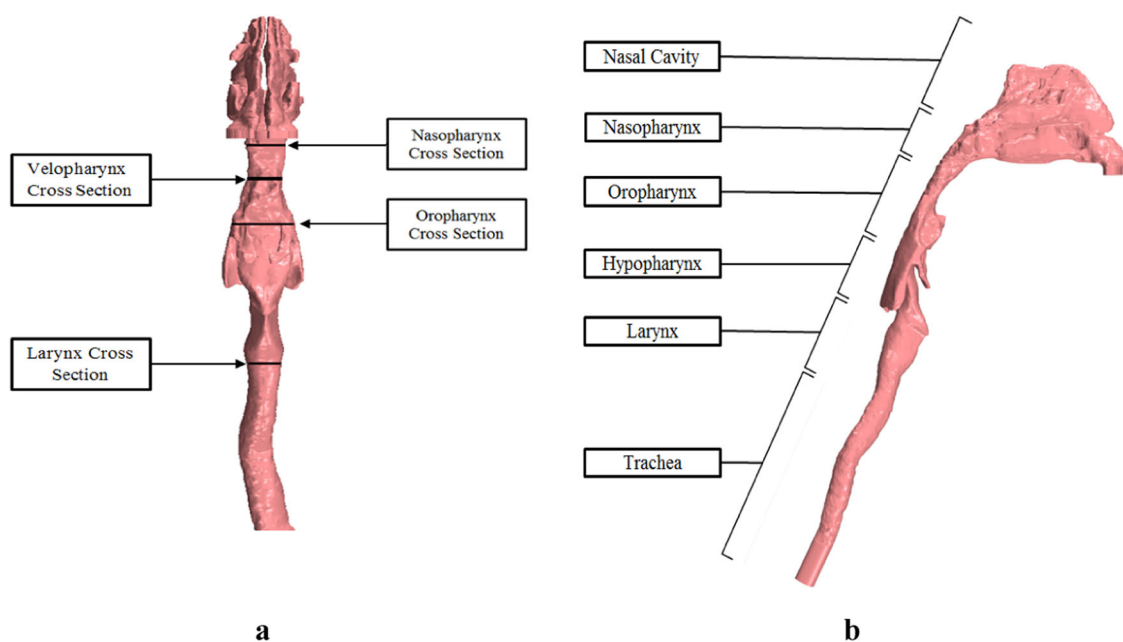 Nasopharynx
Cross Section
Velopharynx
Cross Section
Oropharynx
Cross Section
Larynx Cross
Section
a
Nasal Cavity
Nasopharynx
Oropharynx
Hypopharynx
Larynx
Trachea
b